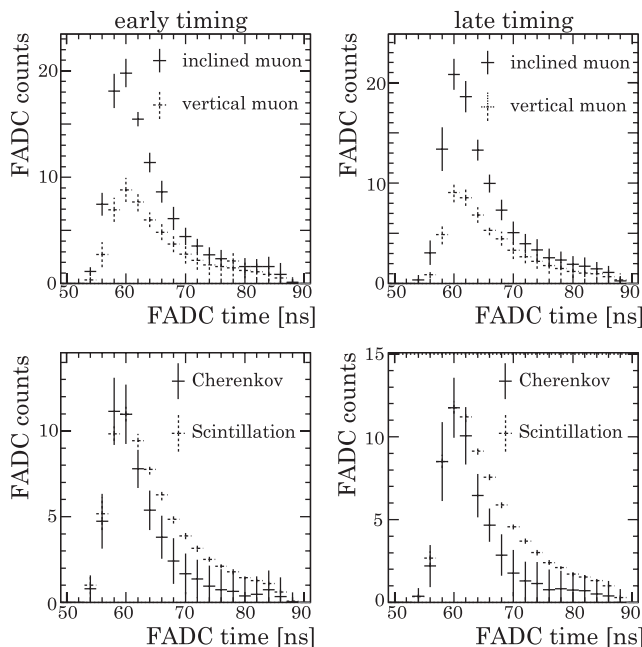 early timing
late timing
FADC counts
20
10
0
inclined muon
vertical muon
50 60 70 80 90
FADC time [ns]
FADC counts
20
10
0
inclined muon
vertical muon
50 60 70 80 90
FADC time [ns]
FADC counts
10
5
0
Cherenkov
Scintillation
50 60 70 80 90
FADC time [ns]
FADC counts
15
10
5
0
Cherenkov
Scintillation
50 60 70 80 90
FADC time [ns]